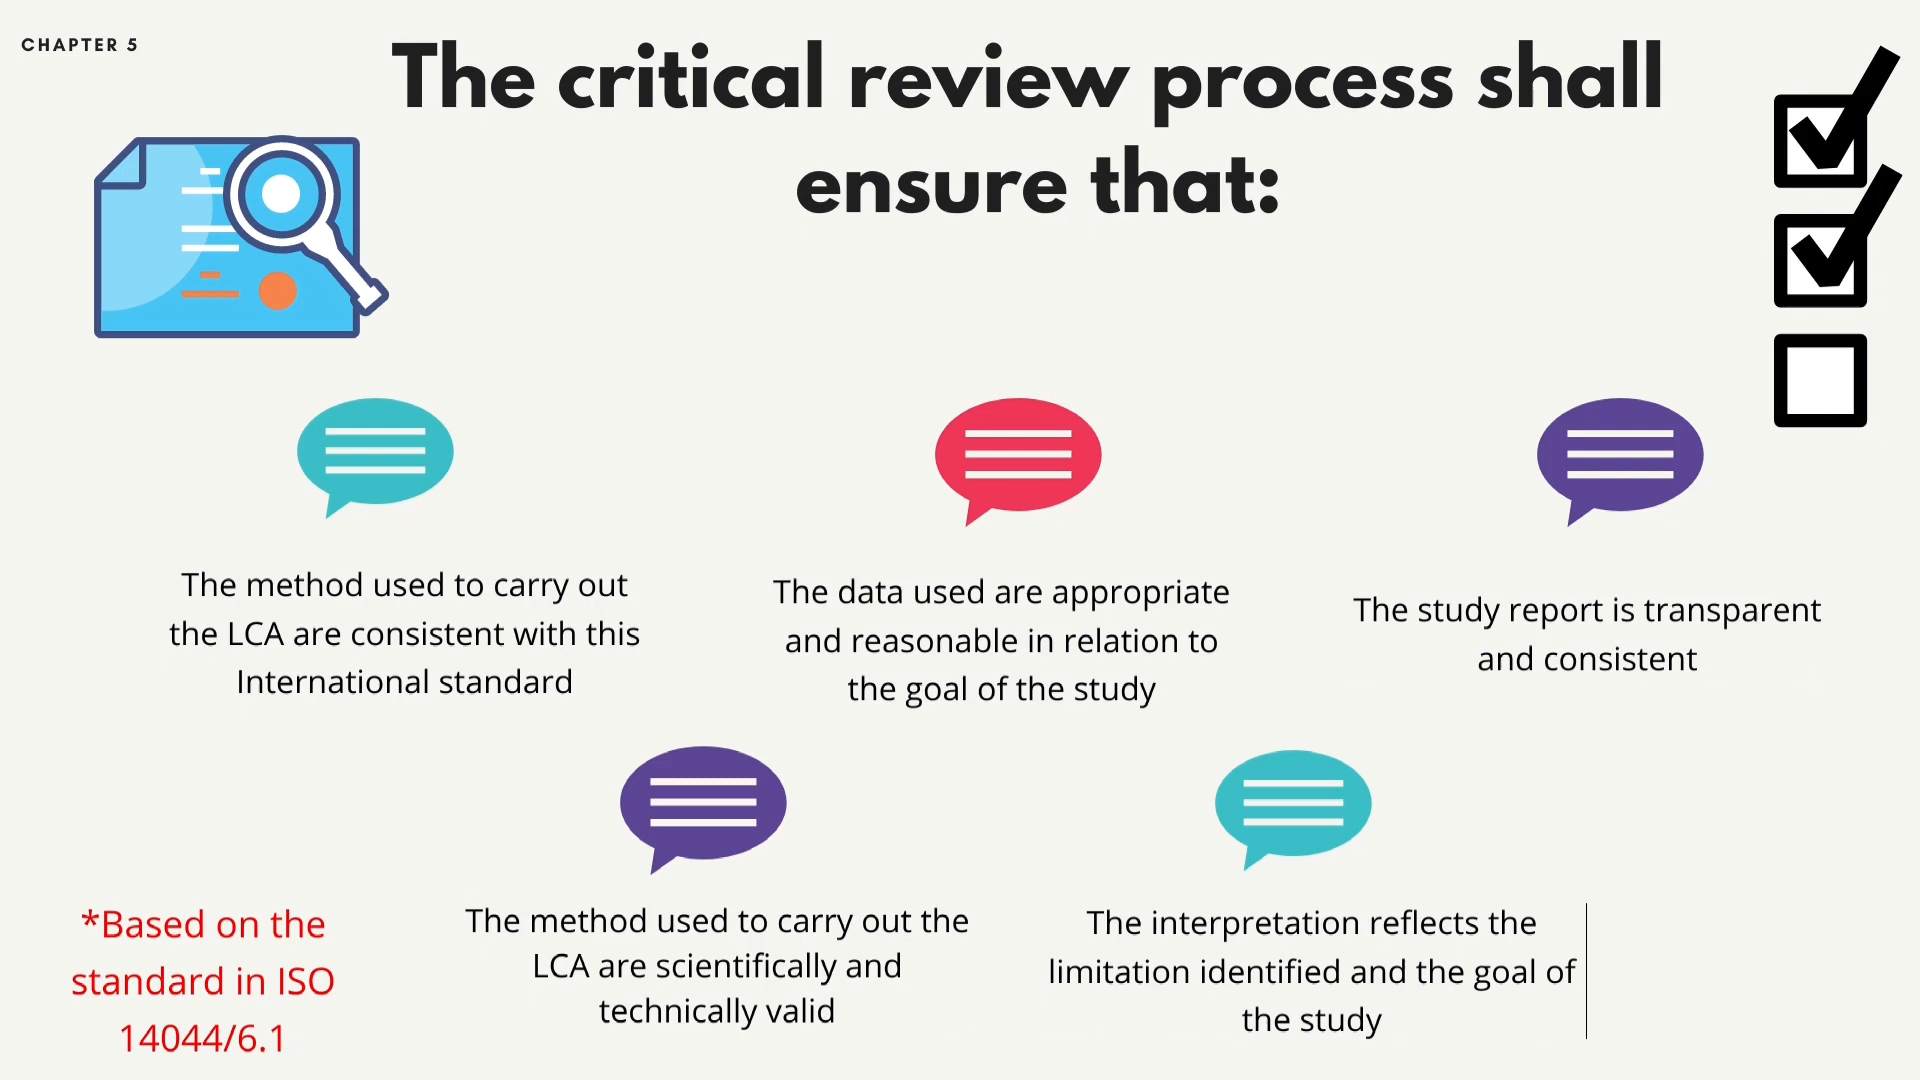 CHAPTER 5
The critical review process shall
ensure that:
The method used to carry out
the LCA are consistent with this
International standard
The data used are appropriate
and reasonable in relation to
the goal of the study
The study report is transparent
and consistent
*Based on the
standard in ISO
14044/6.1
The method used to carry out the
LCA are scientifically and
technically valid
The interpretation reflects the
limitation identified and the goal of
the study